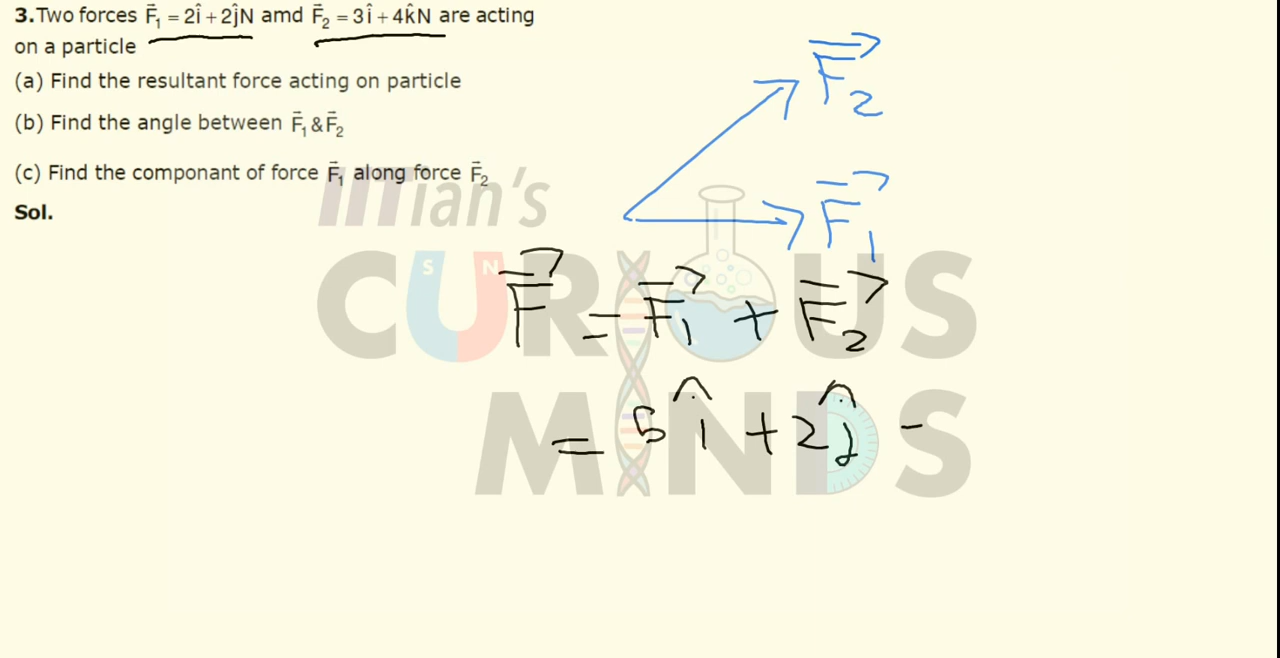 3.Two forces F⃗₁ = 2î + 2ĵN amd F⃗₂ = 3î + 4k̂N are acting
on a particle
(a) Find the resultant force acting on particle
(b) Find the angle between F⃗₁ & F⃗₂
(c) Find the componant of force F⃗₁ along force F⃗₂
Sol.
F⃗₂
F⃗₁
IITian's
CURIOUS
S N
MINDS
F⃗ = F⃗₁ + F⃗₂
= 5î + 2ĵ -